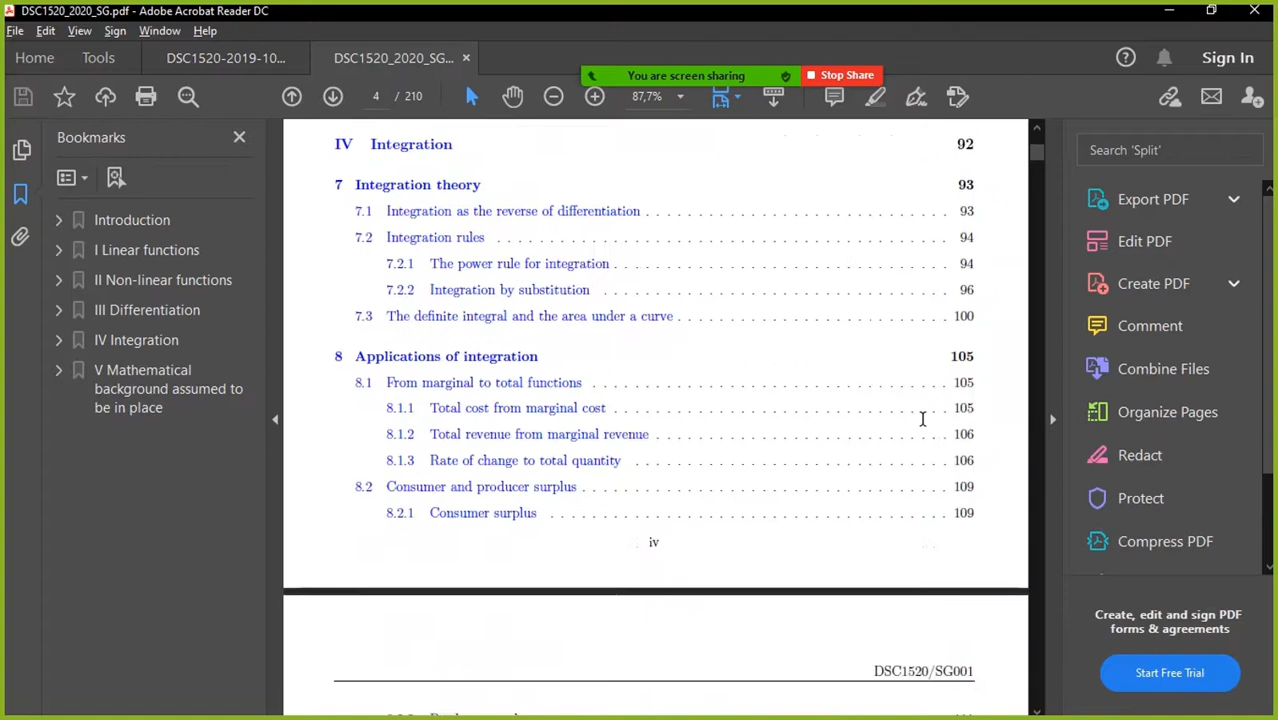 DSC1520_2020_SG.pdf - Adobe Acrobat Reader DC
File Edit View Sign Window Help
Home Tools DSC1520-2019-10... DSC1520_2020_SG... ×
You are screen sharing Stop Share
Sign In
4 / 210 87,7%
Bookmarks
Introduction
I Linear functions
II Non-linear functions
III Differentiation
IV Integration
V Mathematical
background assumed to
be in place
IV Integration 92
7 Integration theory 93
7.1 Integration as the reverse of differentiation . . . . . . . . . . . . . . . . . . . . 93
7.2 Integration rules . . . . . . . . . . . . . . . . . . . . . . . . . . . . . . 94
7.2.1 The power rule for integration . . . . . . . . . . . . . . . . . . . . . . 94
7.2.2 Integration by substitution . . . . . . . . . . . . . . . . . . . . . . . 96
7.3 The definite integral and the area under a curve . . . . . . . . . . . . . . . . . . 100
8 Applications of integration 105
8.1 From marginal to total functions . . . . . . . . . . . . . . . . . . . . . . . 105
8.1.1 Total cost from marginal cost . . . . . . . . . . . . . . . . . . . . . . 105
8.1.2 Total revenue from marginal revenue . . . . . . . . . . . . . . . . . . . 106
8.1.3 Rate of change to total quantity . . . . . . . . . . . . . . . . . . . . . 106
8.2 Consumer and producer surplus . . . . . . . . . . . . . . . . . . . . . . . . 109
8.2.1 Consumer surplus . . . . . . . . . . . . . . . . . . . . . . . . . . 109
iv
DSC1520/SG001
Search 'Split'
Export PDF
Edit PDF
Create PDF
Comment
Combine Files
Organize Pages
Redact
Protect
Compress PDF
Create, edit and sign PDF
forms & agreements
Start Free Trial